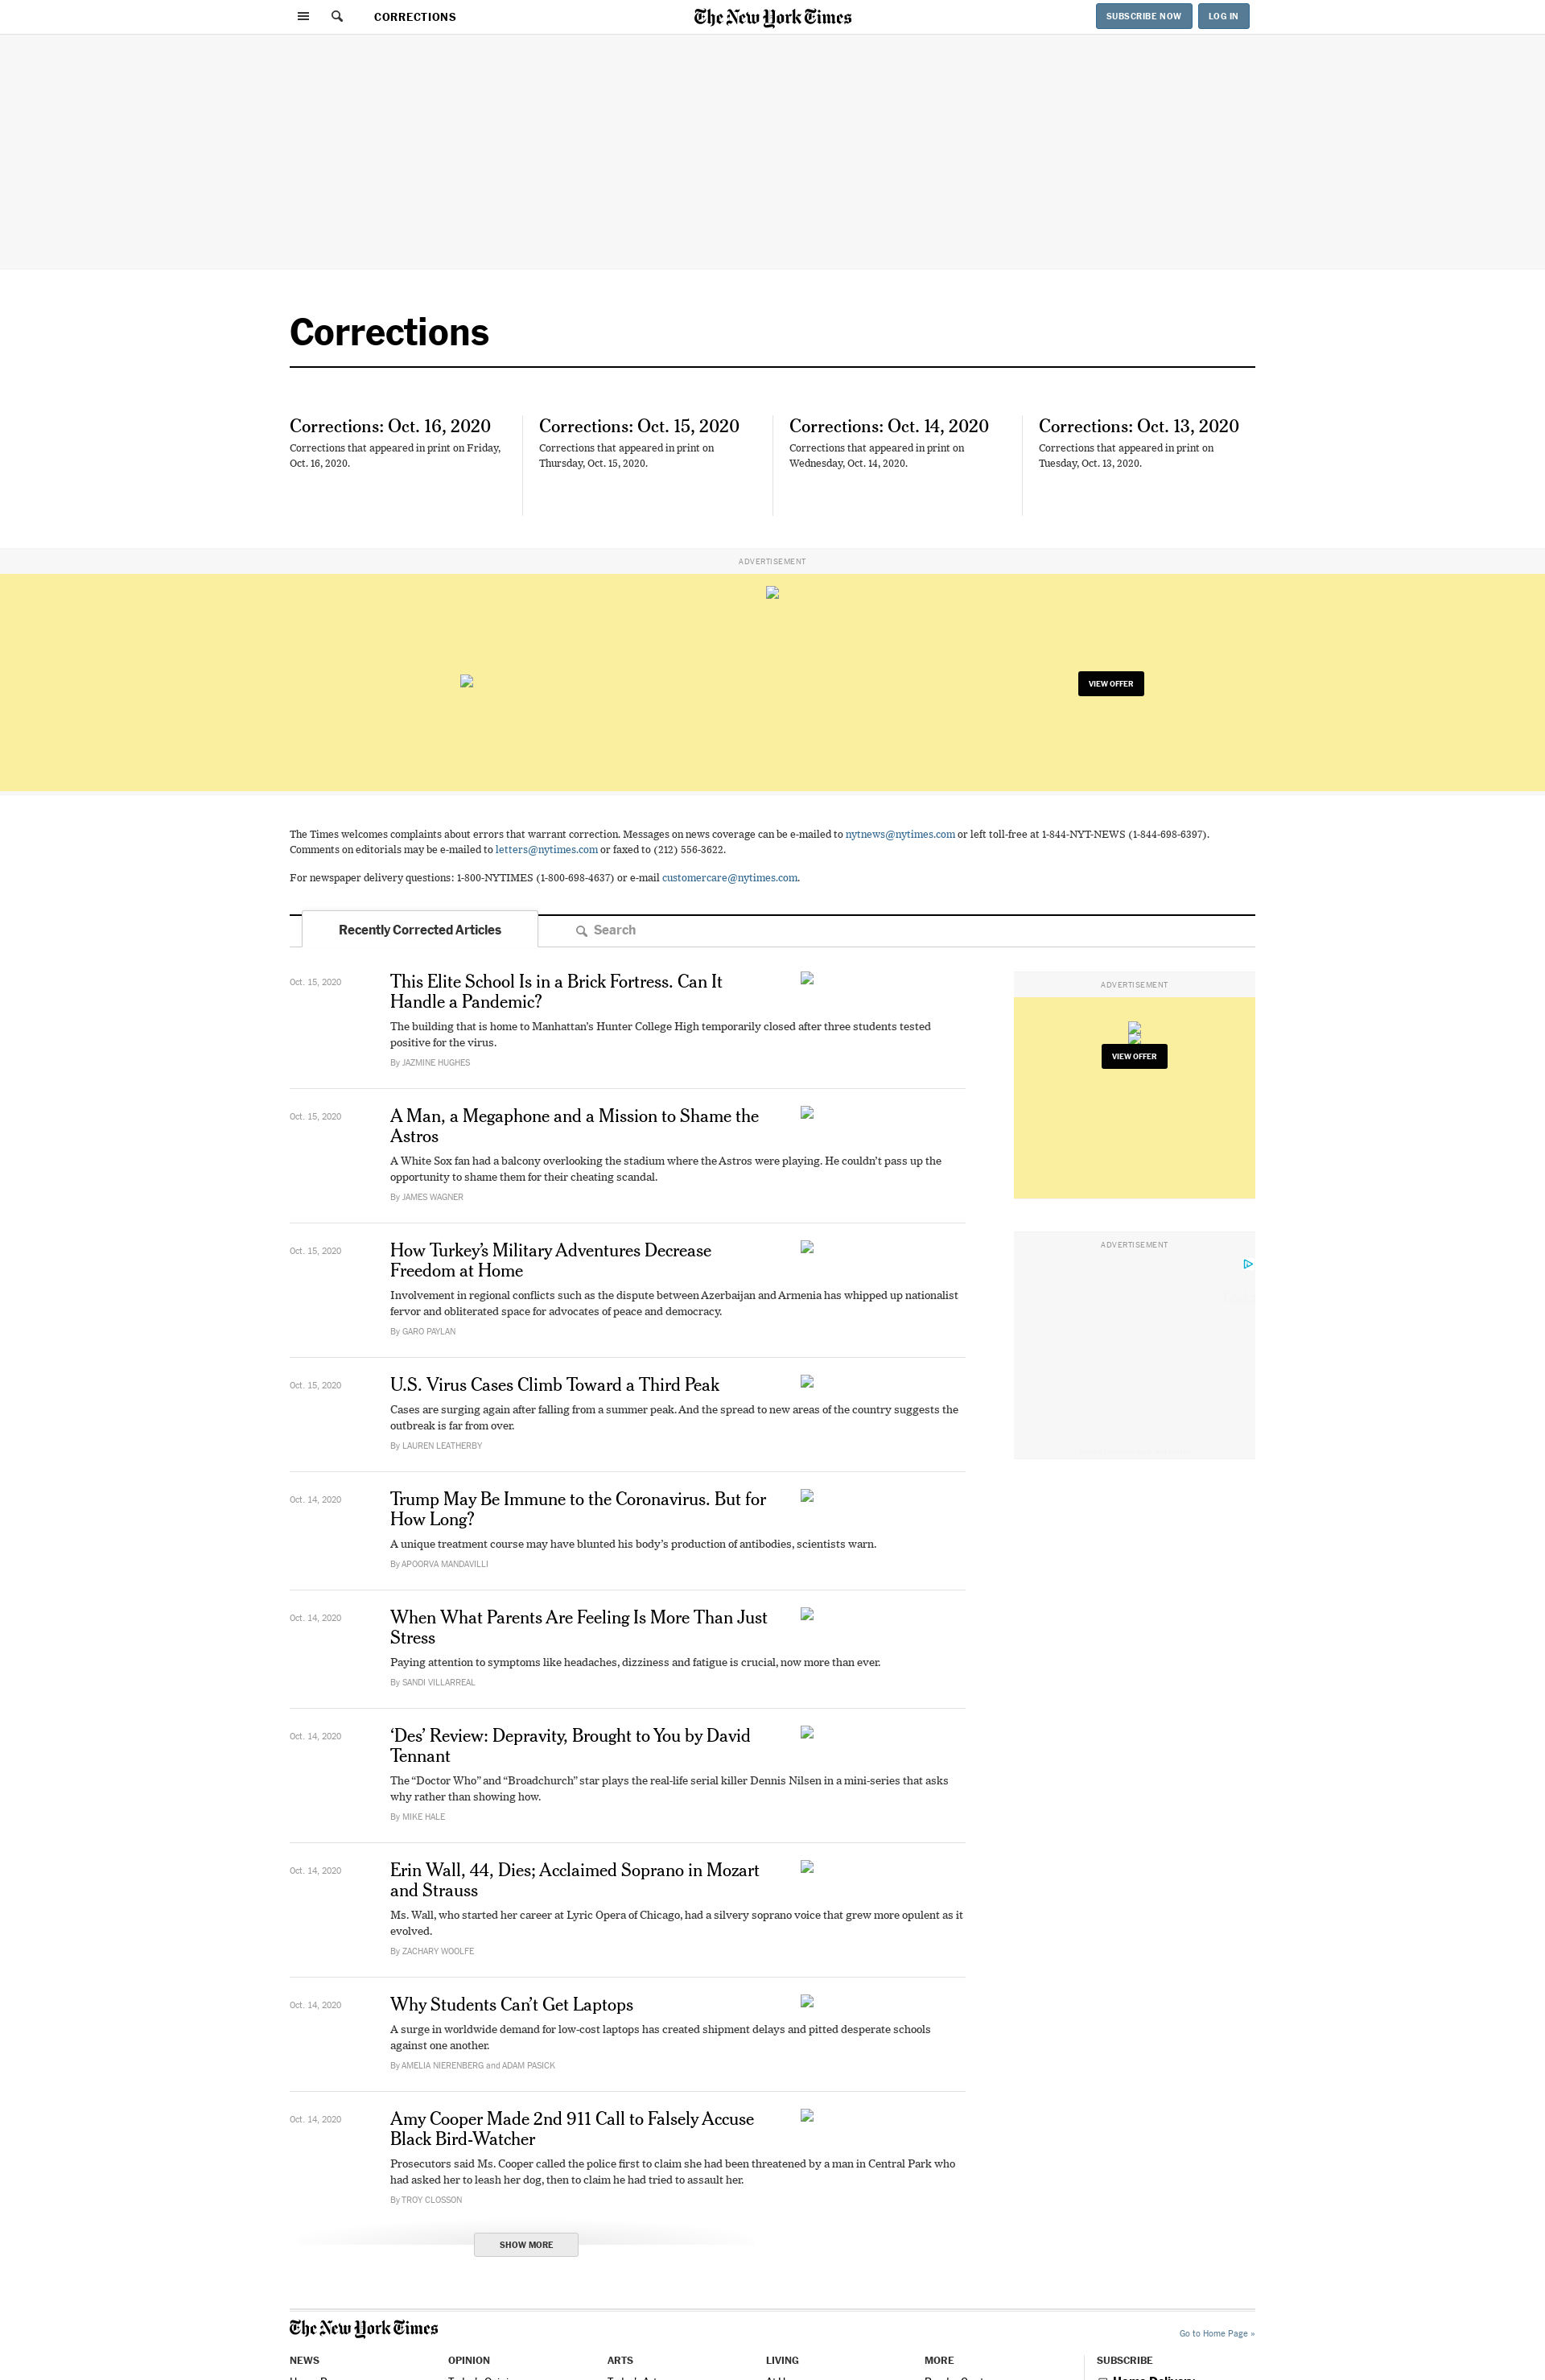 CORRECTIONS
The New York Times
SUBSCRIBE NOW
LOG IN
Corrections
Corrections: Oct. 16, 2020
Corrections that appeared in print on Friday,
Oct. 16, 2020.
Corrections: Oct. 15, 2020
Corrections that appeared in print on
Thursday, Oct. 15, 2020.
Corrections: Oct. 14, 2020
Corrections that appeared in print on
Wednesday, Oct. 14, 2020.
Corrections: Oct. 13, 2020
Corrections that appeared in print on
Tuesday, Oct. 13, 2020.
ADVERTISEMENT
VIEW OFFER
The Times welcomes complaints about errors that warrant correction. Messages on news coverage can be e-mailed to nytnews@nytimes.com or left toll-free at 1-844-NYT-NEWS (1-844-698-6397).
Comments on editorials may be e-mailed to letters@nytimes.com or faxed to (212) 556-3622.
For newspaper delivery questions: 1-800-NYTIMES (1-800-698-4637) or e-mail customercare@nytimes.com.
Recently Corrected Articles
Search
Oct. 15, 2020
This Elite School Is in a Brick Fortress. Can It
Handle a Pandemic?
The building that is home to Manhattan’s Hunter College High temporarily closed after three students tested
positive for the virus.
By JAZMINE HUGHES
Oct. 15, 2020
A Man, a Megaphone and a Mission to Shame the
Astros
A White Sox fan had a balcony overlooking the stadium where the Astros were playing. He couldn’t pass up the
opportunity to shame them for their cheating scandal.
By JAMES WAGNER
Oct. 15, 2020
How Turkey’s Military Adventures Decrease
Freedom at Home
Involvement in regional conflicts such as the dispute between Azerbaijan and Armenia has whipped up nationalist
fervor and obliterated space for advocates of peace and democracy.
By GARO PAYLAN
Oct. 15, 2020
U.S. Virus Cases Climb Toward a Third Peak
Cases are surging again after falling from a summer peak. And the spread to new areas of the country suggests the
outbreak is far from over.
By LAUREN LEATHERBY
Oct. 14, 2020
Trump May Be Immune to the Coronavirus. But for
How Long?
A unique treatment course may have blunted his body’s production of antibodies, scientists warn.
By APOORVA MANDAVILLI
Oct. 14, 2020
When What Parents Are Feeling Is More Than Just
Stress
Paying attention to symptoms like headaches, dizziness and fatigue is crucial, now more than ever.
By SANDI VILLARREAL
Oct. 14, 2020
‘Des’ Review: Depravity, Brought to You by David
Tennant
The “Doctor Who” and “Broadchurch” star plays the real-life serial killer Dennis Nilsen in a mini-series that asks
why rather than showing how.
By MIKE HALE
Oct. 14, 2020
Erin Wall, 44, Dies; Acclaimed Soprano in Mozart
and Strauss
Ms. Wall, who started her career at Lyric Opera of Chicago, had a silvery soprano voice that grew more opulent as it
evolved.
By ZACHARY WOOLFE
Oct. 14, 2020
Why Students Can’t Get Laptops
A surge in worldwide demand for low-cost laptops has created shipment delays and pitted desperate schools
against one another.
By AMELIA NIERENBERG and ADAM PASICK
Oct. 14, 2020
Amy Cooper Made 2nd 911 Call to Falsely Accuse
Black Bird-Watcher
Prosecutors said Ms. Cooper called the police first to claim she had been threatened by a man in Central Park who
had asked her to leash her dog, then to claim he had tried to assault her.
By TROY CLOSSON
SHOW MORE
ADVERTISEMENT
VIEW OFFER
ADVERTISEMENT
The New York Times
Go to Home Page »
NEWS
OPINION
ARTS
LIVING
MORE
SUBSCRIBE
Home Delivery